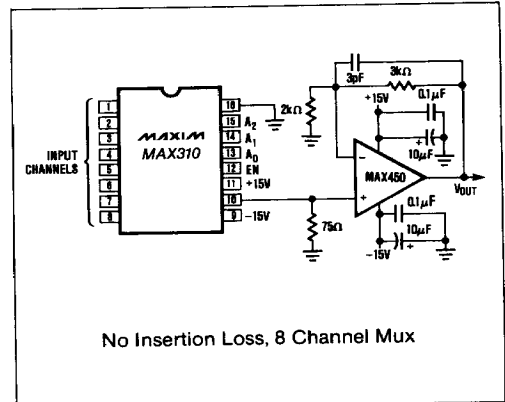 3pF
3kΩ
2kΩ
+15V
0.1μF
10μF
+
INPUT
CHANNELS
1
2
3
4
5
6
7
8
MAXIM
MAX310
16
15 A2
14 A1
13 A0
12 EN
11 +15V
10
9 -15V
75Ω
−
+
MAX450
VOUT
0.1μF
10μF
+
-15V
No Insertion Loss, 8 Channel Mux